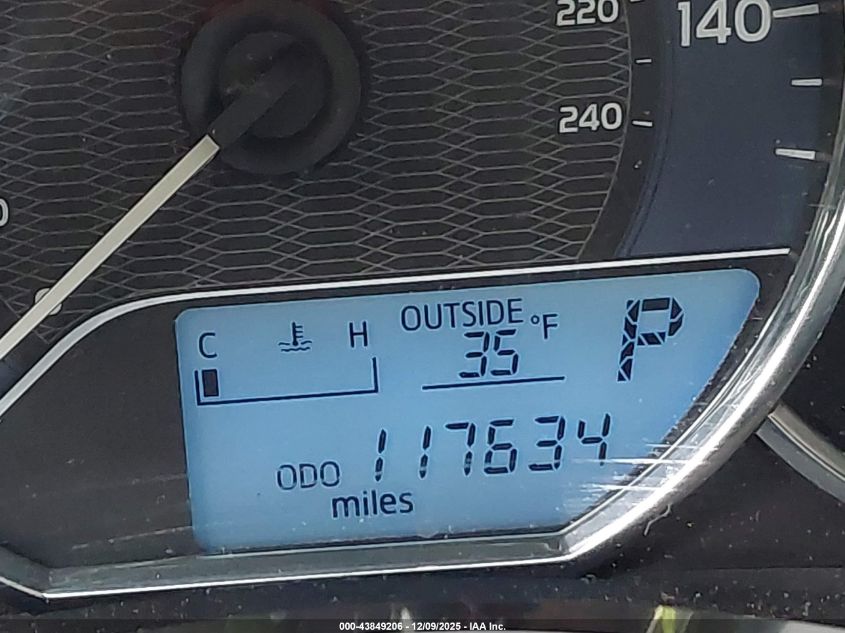 220
140
240
C H
OUTSIDE °F
35
P
ODO 117634
miles
000-43849206 - 12/09/2025 - IAA Inc.